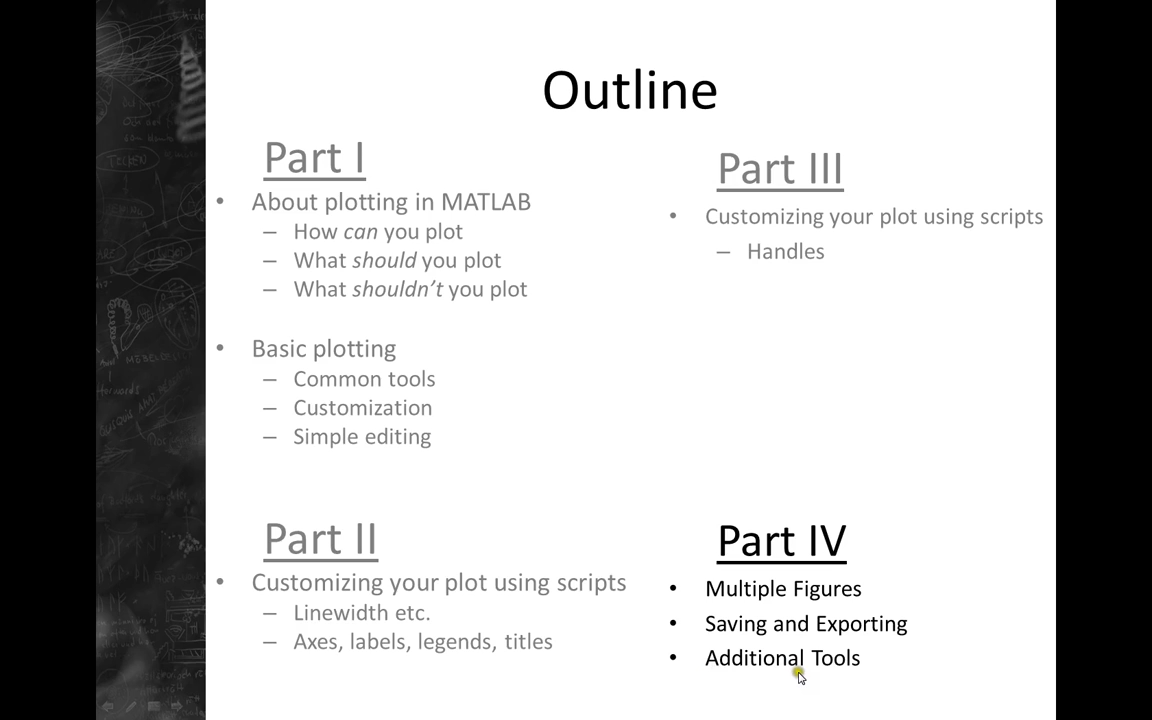 Outline
Part I
• About plotting in MATLAB
– How can you plot
– What should you plot
– What shouldn't you plot
• Basic plotting
– Common tools
– Customization
– Simple editing
Part II
• Customizing your plot using scripts
– Linewidth etc.
– Axes, labels, legends, titles
Part III
• Customizing your plot using scripts
– Handles
Part IV
• Multiple Figures
• Saving and Exporting
• Additional Tools